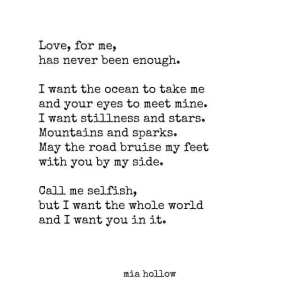 Love, for me,
has never been enough.
I want the ocean to take me
and your eyes to meet mine.
I want stillness and stars.
Mountains and sparks.
May the road bruise my feet
with you by my side.
Call me selfish,
but I want the whole world
and I want you in it.
mia hollow